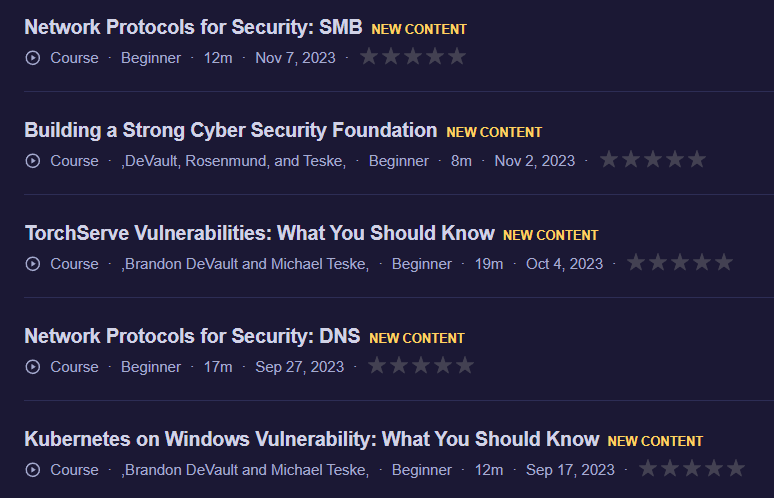 Network Protocols for Security: SMB NEW CONTENT
Course · Beginner · 12m · Nov 7, 2023 ·
Building a Strong Cyber Security Foundation NEW CONTENT
Course · ,DeVault, Rosenmund, and Teske, · Beginner · 8m · Nov 2, 2023 ·
TorchServe Vulnerabilities: What You Should Know NEW CONTENT
Course · ,Brandon DeVault and Michael Teske, · Beginner · 19m · Oct 4, 2023 ·
Network Protocols for Security: DNS NEW CONTENT
Course · Beginner · 17m · Sep 27, 2023 ·
Kubernetes on Windows Vulnerability: What You Should Know NEW CONTENT
Course · ,Brandon DeVault and Michael Teske, · Beginner · 12m · Sep 17, 2023 ·